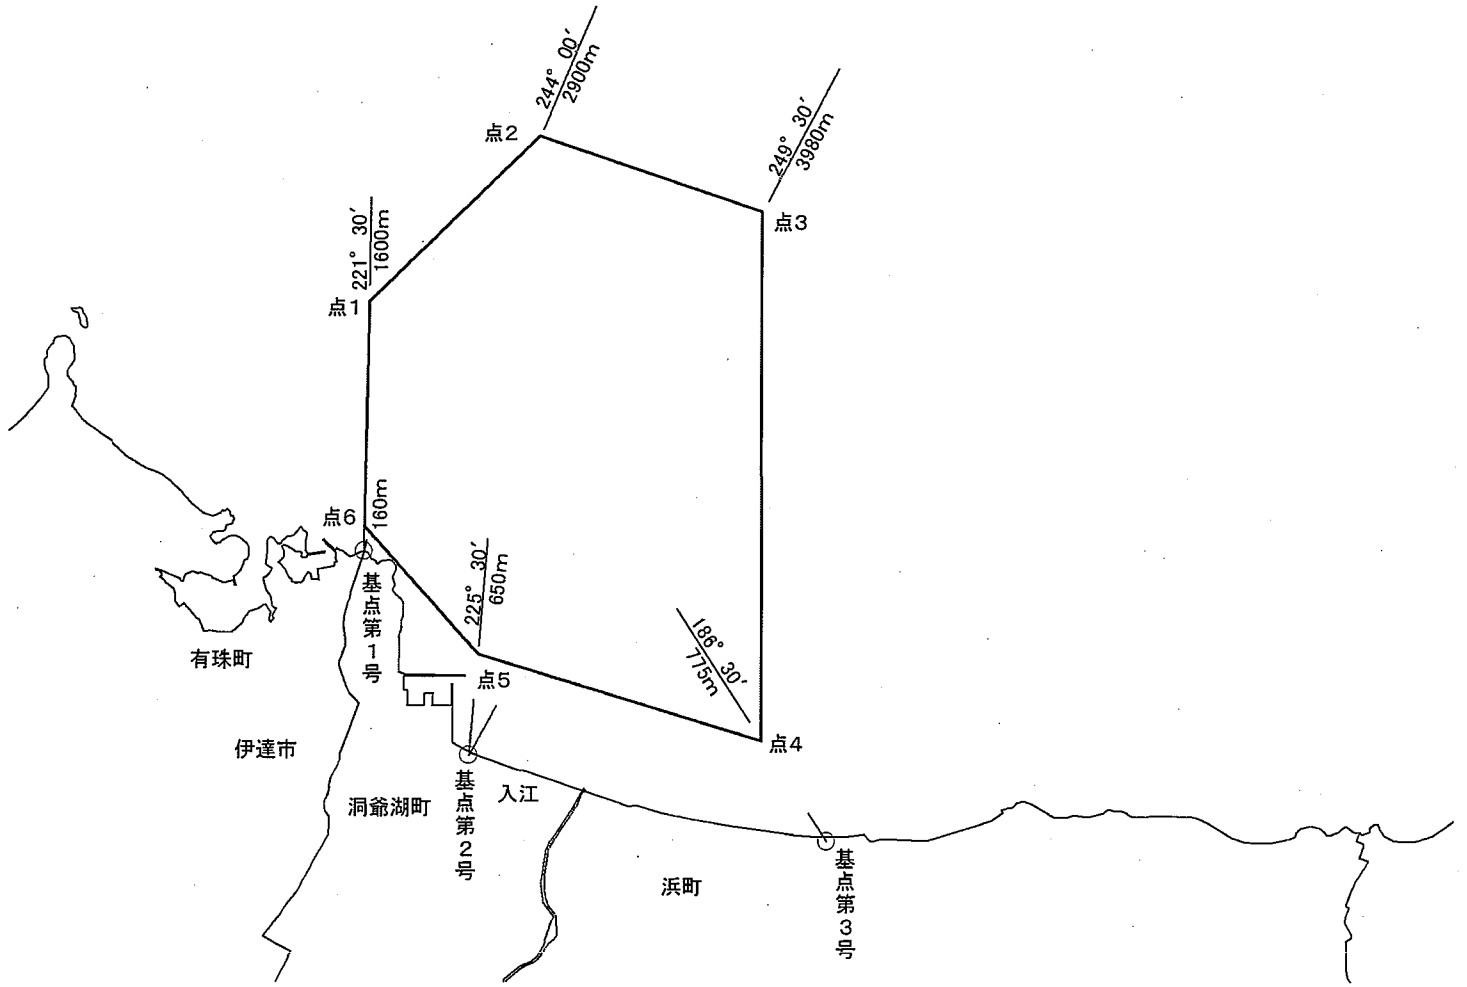 244° 00′
2900m
点2
249° 30′
3980m
点3
221° 30′
1600m
点1
点6
160m
225° 30′
650m
点5
186° 30′
775m
点4
基点第1号
有珠町
伊達市
洞爺湖町
基点第2号
入江
浜町
基点第3号